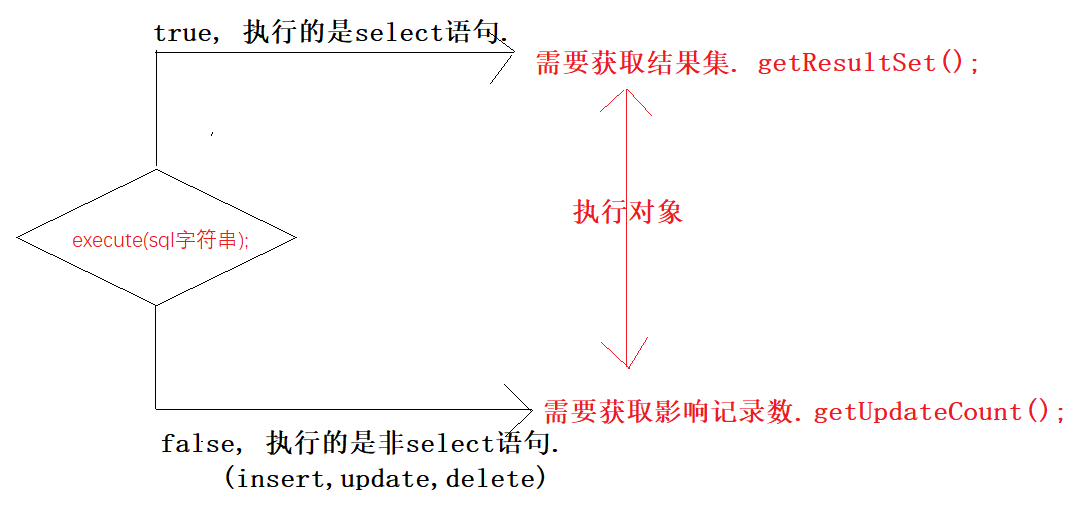 true, 执行的是select语句.
需要获取结果集. getResultSet();
执行对象
execute(sql字符串);
需要获取影响记录数. getUpdateCount();
false, 执行的是非select语句.
(insert,update,delete)